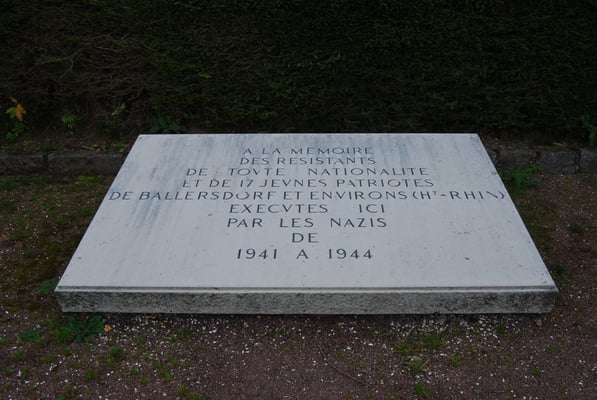 A LA MEMOIRE
DES RESISTANTS
DE TOVTE NATIONALITE
ET DE 17 JEVNES PATRIOTES
DE BALLERSDORF ET ENVIRONS (HT-RHIN)
EXECVTES ICI
PAR LES NAZIS
DE
1941 A 1944